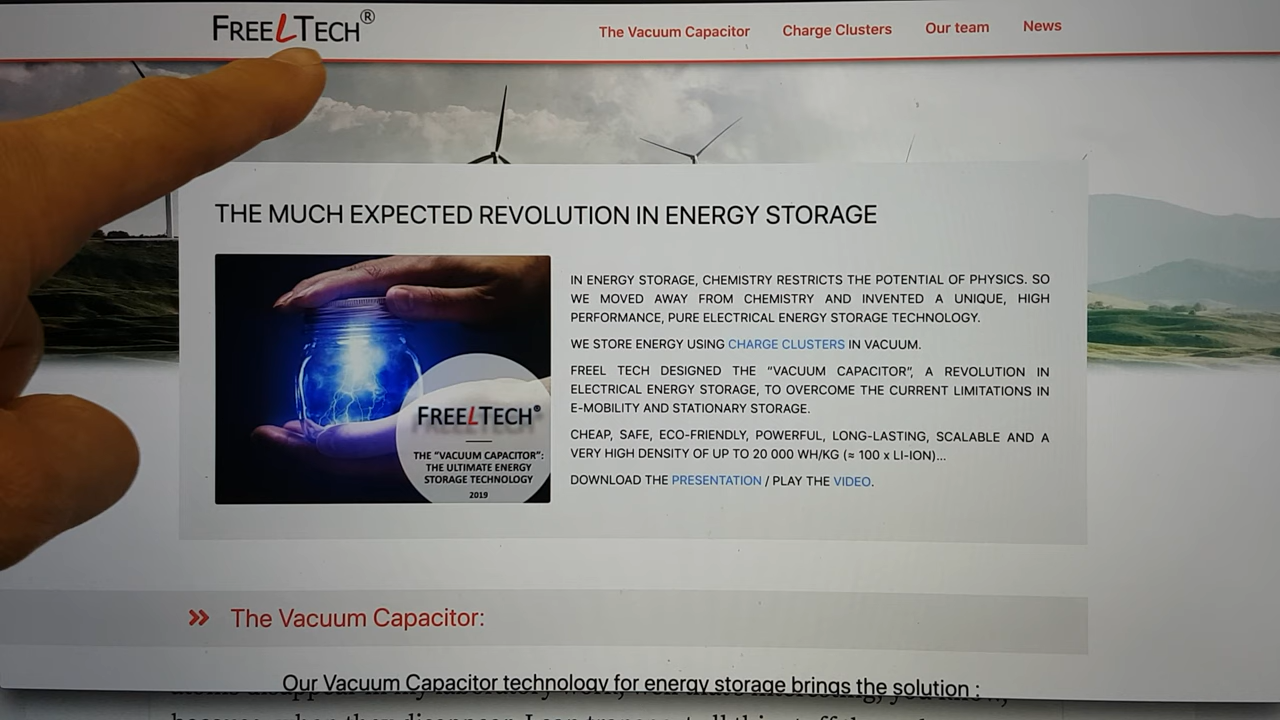 FREELTECH®
The Vacuum Capacitor
Charge Clusters
Our team
News
THE MUCH EXPECTED REVOLUTION IN ENERGY STORAGE
IN ENERGY STORAGE, CHEMISTRY RESTRICTS THE POTENTIAL OF PHYSICS. SO
WE MOVED AWAY FROM CHEMISTRY AND INVENTED A UNIQUE, HIGH
PERFORMANCE, PURE ELECTRICAL ENERGY STORAGE TECHNOLOGY.
WE STORE ENERGY USING CHARGE CLUSTERS IN VACUUM.
FREEL TECH DESIGNED THE “VACUUM CAPACITOR”, A REVOLUTION IN
ELECTRICAL ENERGY STORAGE, TO OVERCOME THE CURRENT LIMITATIONS IN
E-MOBILITY AND STATIONARY STORAGE.
CHEAP, SAFE, ECO-FRIENDLY, POWERFUL, LONG-LASTING, SCALABLE AND A
VERY HIGH DENSITY OF UP TO 20 000 WH/KG (≈ 100 x LI-ION)...
DOWNLOAD THE PRESENTATION / PLAY THE VIDEO.
FREELTECH®
THE “VACUUM CAPACITOR”:
THE ULTIMATE ENERGY
STORAGE TECHNOLOGY
2019
The Vacuum Capacitor:
Our Vacuum Capacitor technology for energy storage brings the solution :